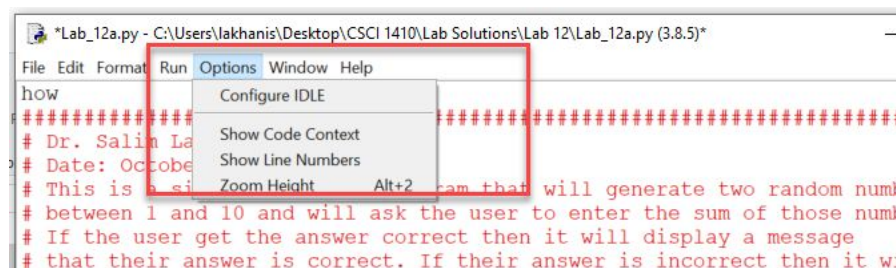 *Lab_12a.py - C:\Users\lakhanis\Desktop\CSCI 1410\Lab Solutions\Lab 12\Lab_12a.py (3.8.5)*
File Edit Format Run Options Window Help
how
Configure IDLE
##########################################################
Show Code Context
# Dr. Salim La
Show Line Numbers
# Date: Octobe
Zoom Height Alt+2
# This is a si ram that will generate two random numb
# between 1 and 10 and will ask the user to enter the sum of those numb
# If the user get the answer correct then it will display a message
# that their answer is correct. If their answer is incorrect then it wi